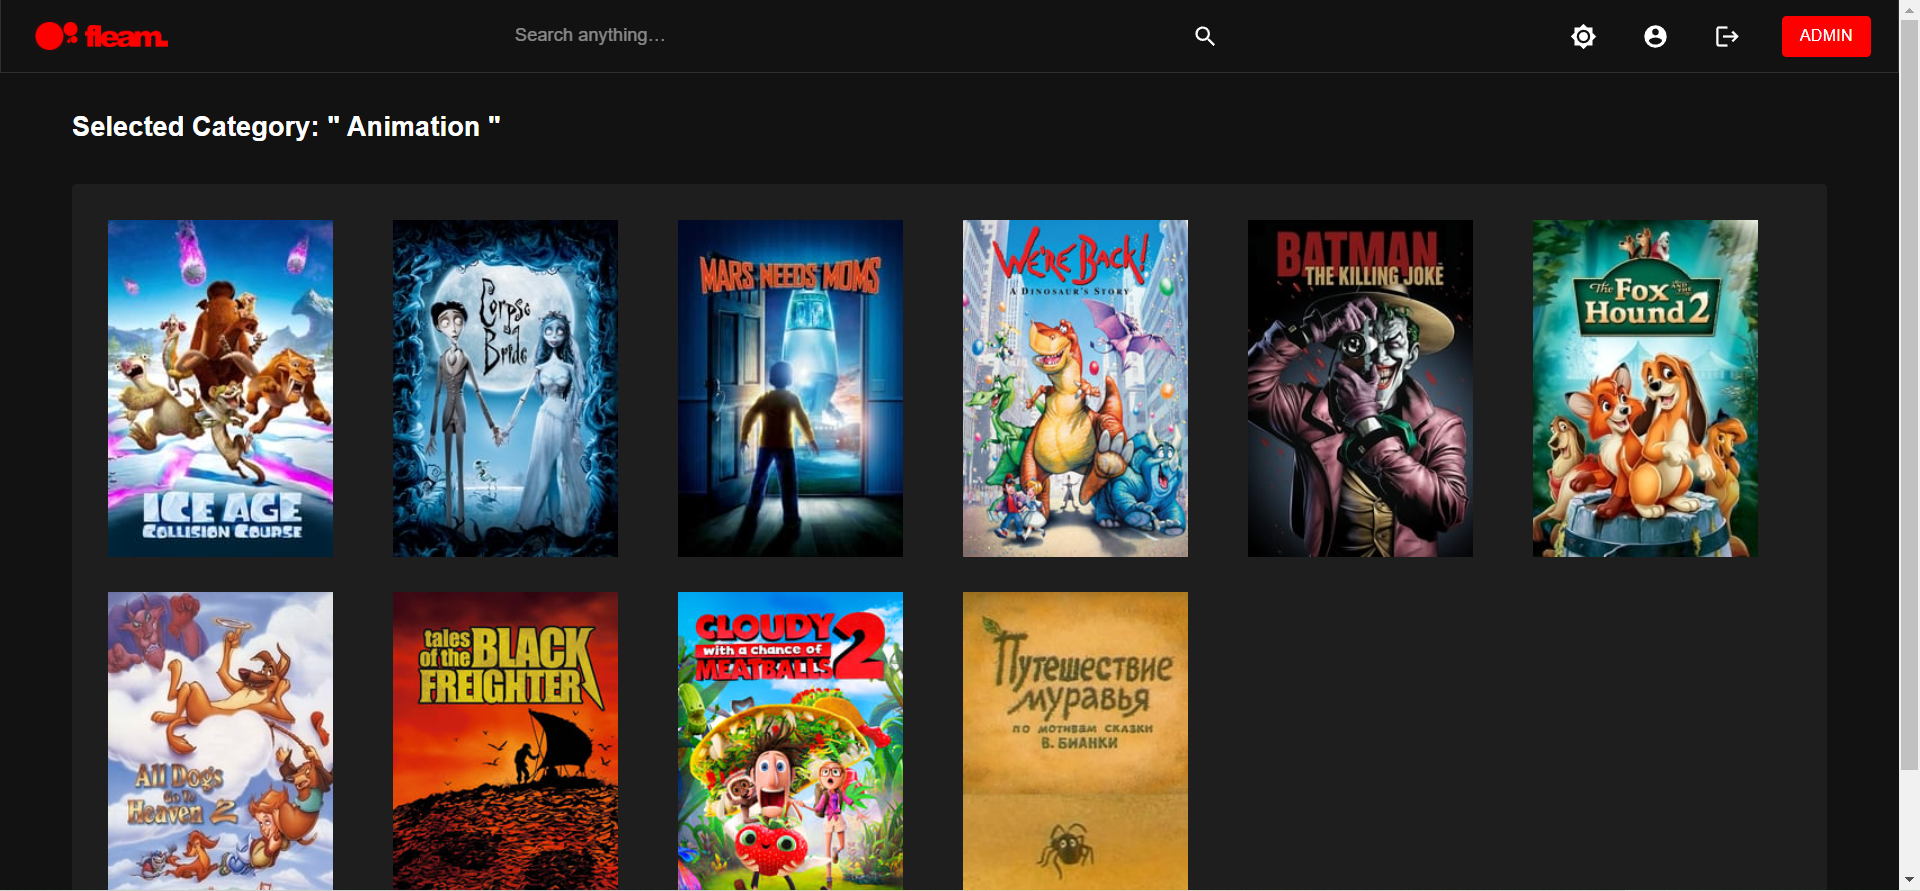 fleam.
Search anything...
ADMIN
Selected Category: " Animation "
ICE AGE
COLLISION COURSE
Corpse
Bride
MARS NEEDS MOMS
WE'RE BACK!
A DINOSAUR'S STORY
BATMAN
THE KILLING JOKE
The Fox AND THE
Hound 2
All Dogs
Go To
Heaven 2
tales
of the BLACK
FREIGHTER
CLOUDY 2
with a chance of
MEATBALLS
Путешествие
муравья
ПО МОТИВАМ СКАЗКИ
В. БИАНКИ